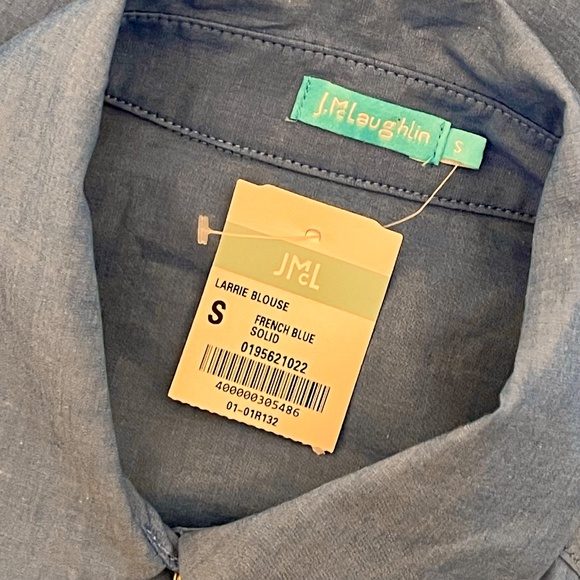 J.McLaughlin
S
JMcL
LARRIE BLOUSE
S
FRENCH BLUE
SOLID
0195621022
400000305486
01-01R132